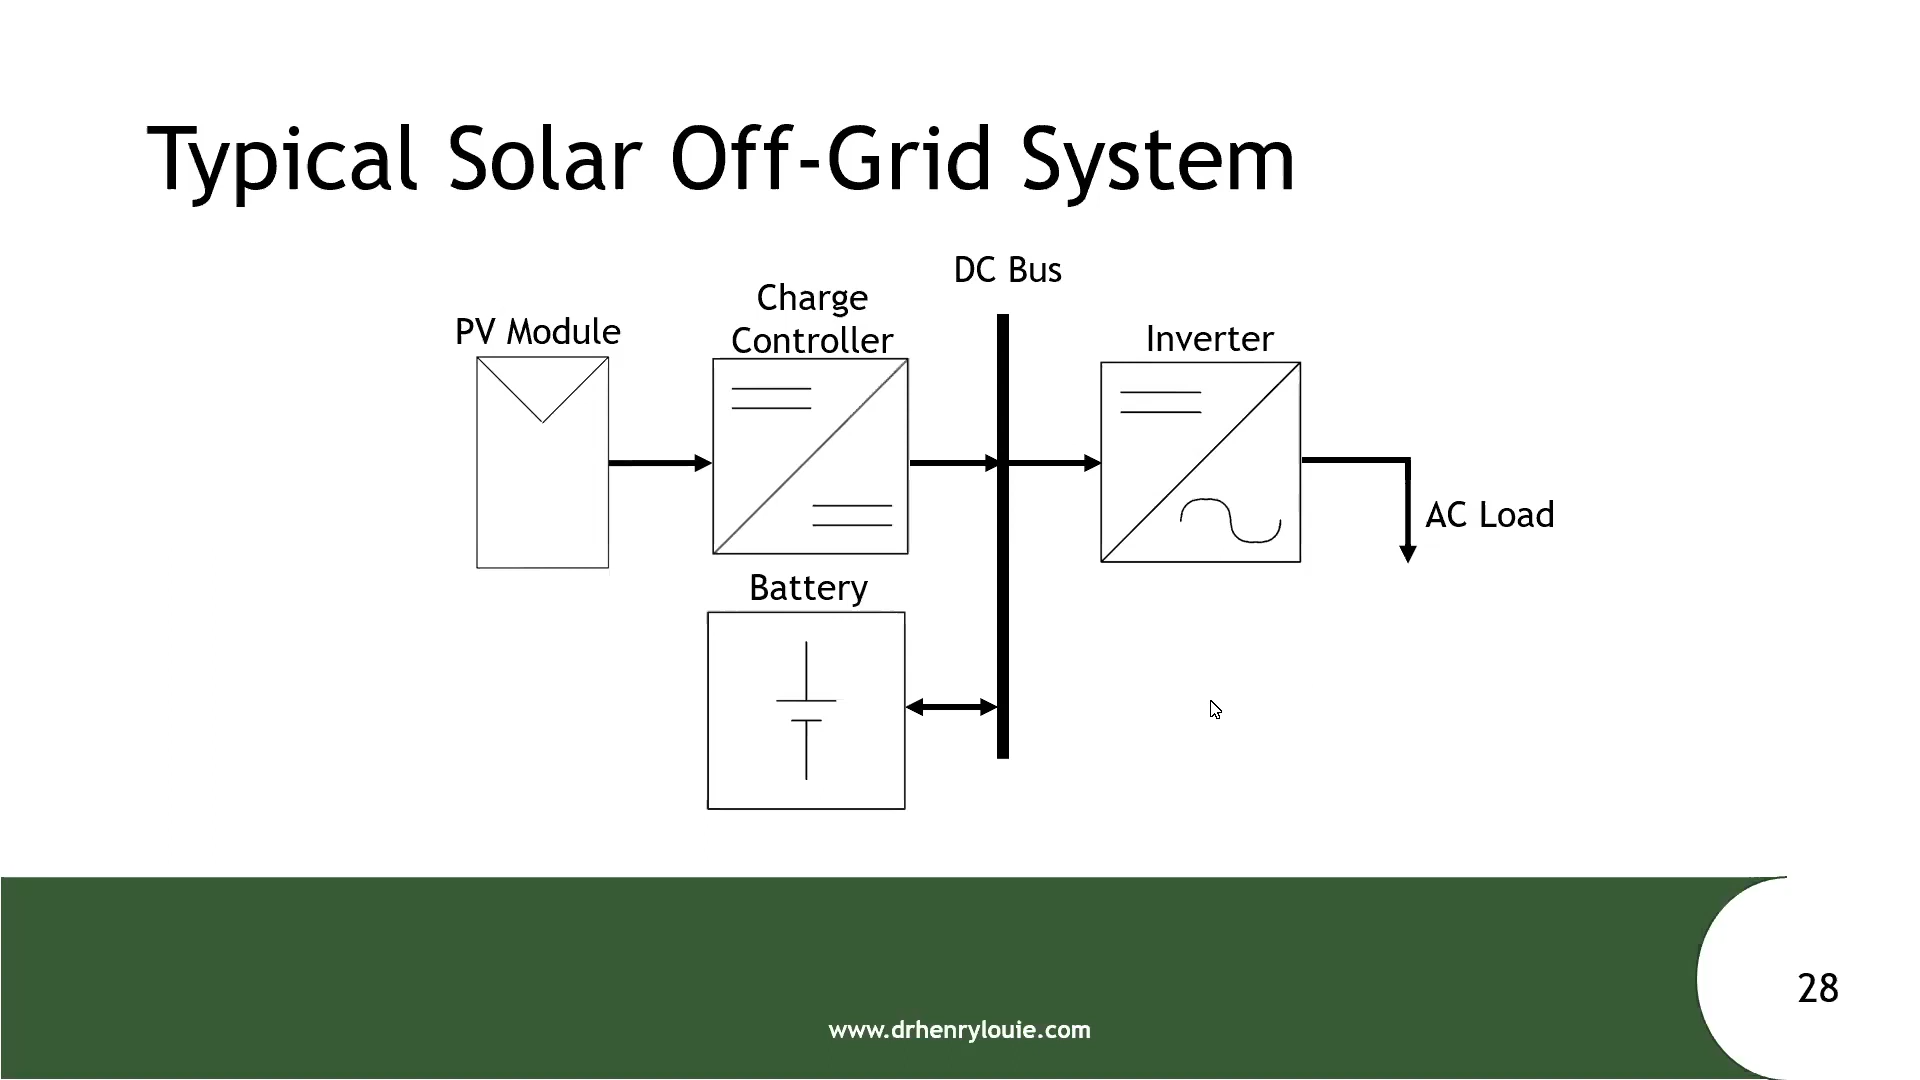 Typical Solar Off-Grid System
DC Bus
Charge
Controller
PV Module
Inverter
AC Load
Battery
28
www.drhenrylouie.com